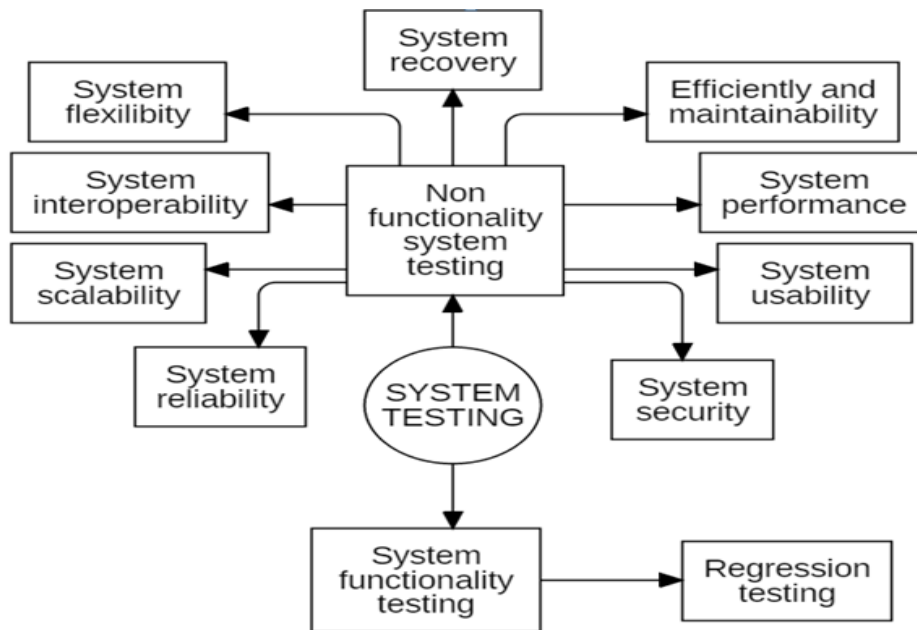 System
recovery
System
flexilibity
Efficiently and
maintainability
System
interoperability
Non
functionality
system
testing
System
performance
System
scalability
System
usability
System
reliability
SYSTEM
TESTING
System
security
System
functionality
testing
Regression
testing